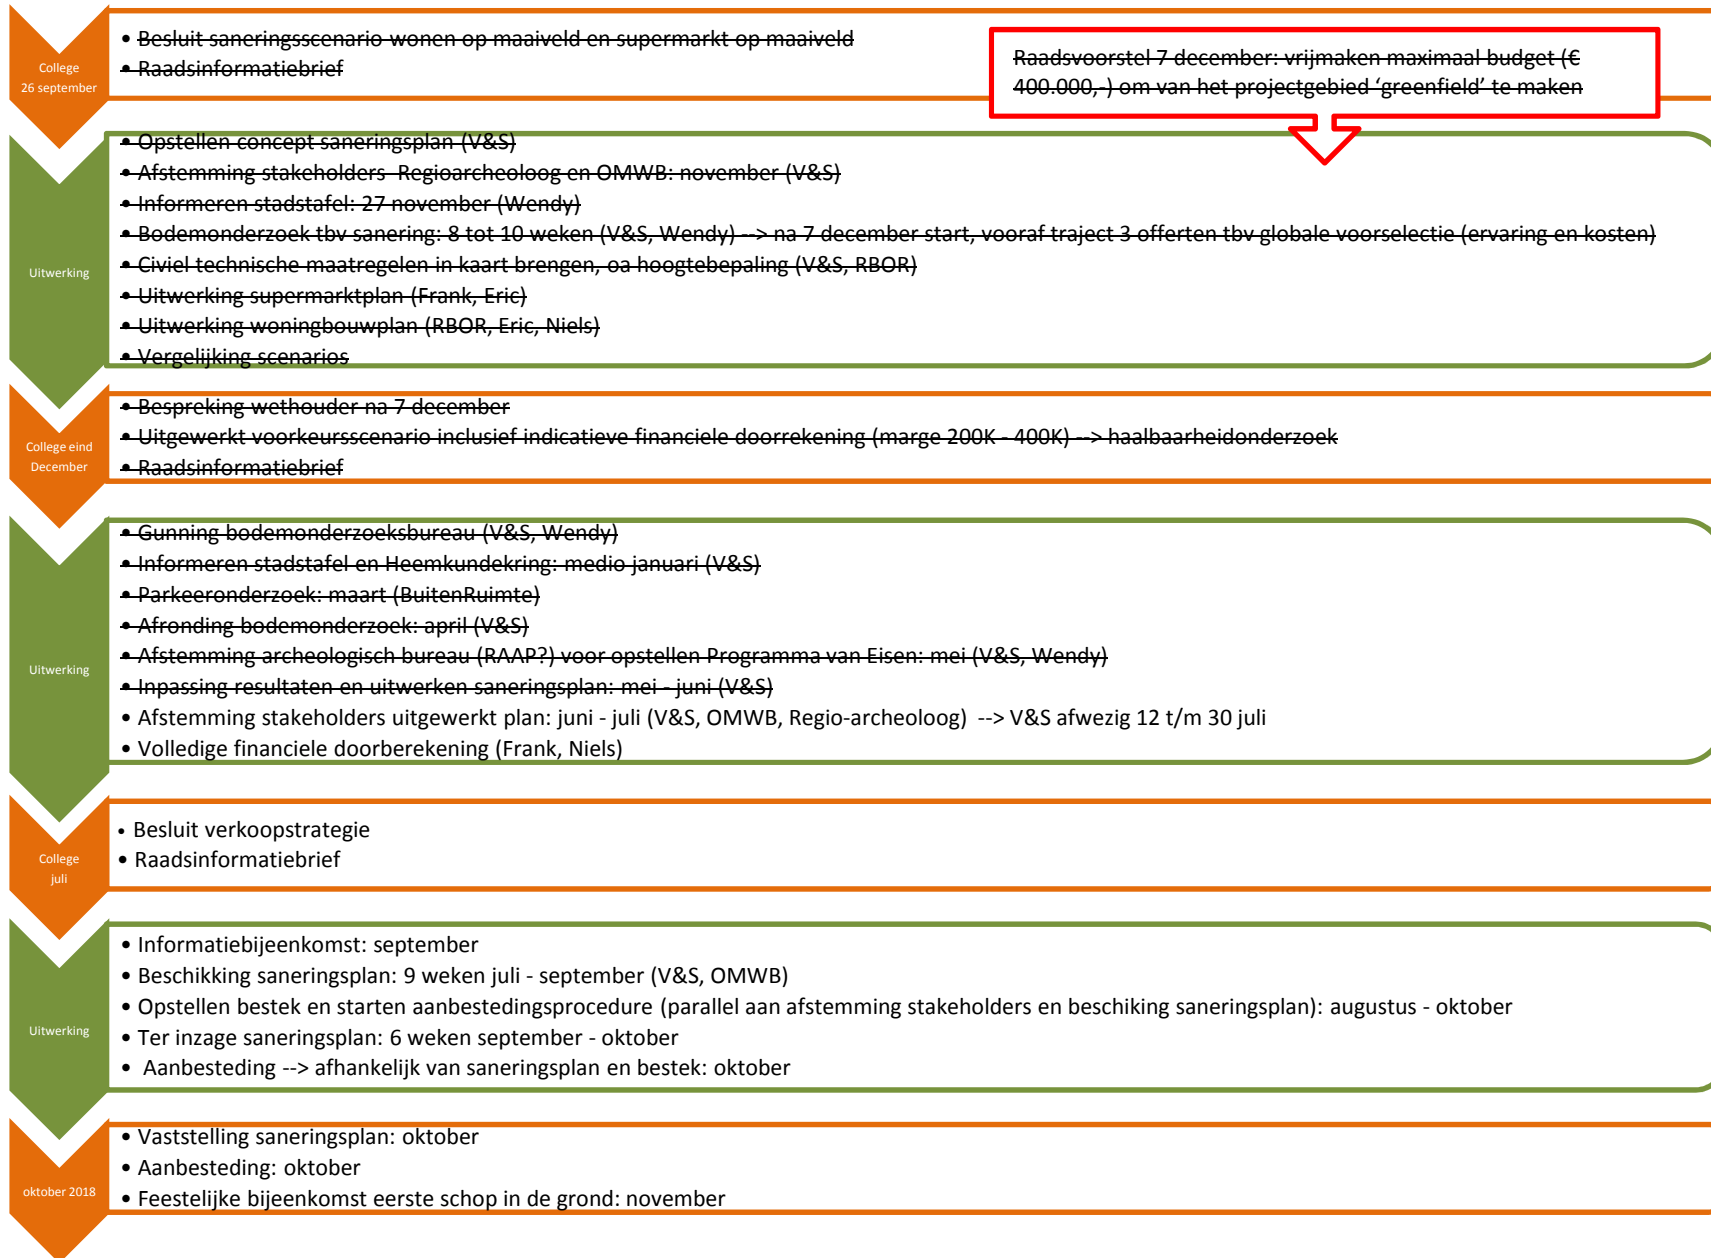 College
26 september
• Besluit saneringsscenario wonen op maaiveld en supermarkt op maaiveld
• Raadsinformatiebrief
Raadsvoorstel 7 december: vrijmaken maximaal budget (€
400.000,-) om van het projectgebied ‘greenfield’ te maken
Uitwerking
• Opstellen concept saneringsplan (V&S)
• Afstemming stakeholders Regioarcheoloog en OMWB: november (V&S)
• Informeren stadstafel: 27 november (Wendy)
• Bodemonderzoek tbv sanering: 8 tot 10 weken (V&S, Wendy) --> na 7 december start, vooraf traject 3 offerten tbv globale voorselectie (ervaring en kosten)
• Civiel technische maatregelen in kaart brengen, oa hoogtebepaling (V&S, RBOR)
• Uitwerking supermarktplan (Frank, Eric)
• Uitwerking woningbouwplan (RBOR, Eric, Niels)
• Vergelijking scenarios
College eind
December
• Bespreking wethouder na 7 december
• Uitgewerkt voorkeursscenario inclusief indicatieve financiele doorrekening (marge 200K - 400K) --> haalbaarheidonderzoek
• Raadsinformatiebrief
Uitwerking
• Gunning bodemonderzoeksbureau (V&S, Wendy)
• Informeren stadstafel en Heemkundekring: medio januari (V&S)
• Parkeeronderzoek: maart (BuitenRuimte)
• Afronding bodemonderzoek: april (V&S)
• Afstemming archeologisch bureau (RAAP?) voor opstellen Programma van Eisen: mei (V&S, Wendy)
• Inpassing resultaten en uitwerken saneringsplan: mei - juni (V&S)
• Afstemming stakeholders uitgewerkt plan: juni - juli (V&S, OMWB, Regio-archeoloog) --> V&S afwezig 12 t/m 30 juli
• Volledige financiele doorberekening (Frank, Niels)
College
juli
• Besluit verkoopstrategie
• Raadsinformatiebrief
Uitwerking
• Informatiebijeenkomst: september
• Beschikking saneringsplan: 9 weken juli - september (V&S, OMWB)
• Opstellen bestek en starten aanbestedingsprocedure (parallel aan afstemming stakeholders en beschiking saneringsplan): augustus - oktober
• Ter inzage saneringsplan: 6 weken september - oktober
• Aanbesteding --> afhankelijk van saneringsplan en bestek: oktober
oktober 2018
• Vaststelling saneringsplan: oktober
• Aanbesteding: oktober
• Feestelijke bijeenkomst eerste schop in de grond: november